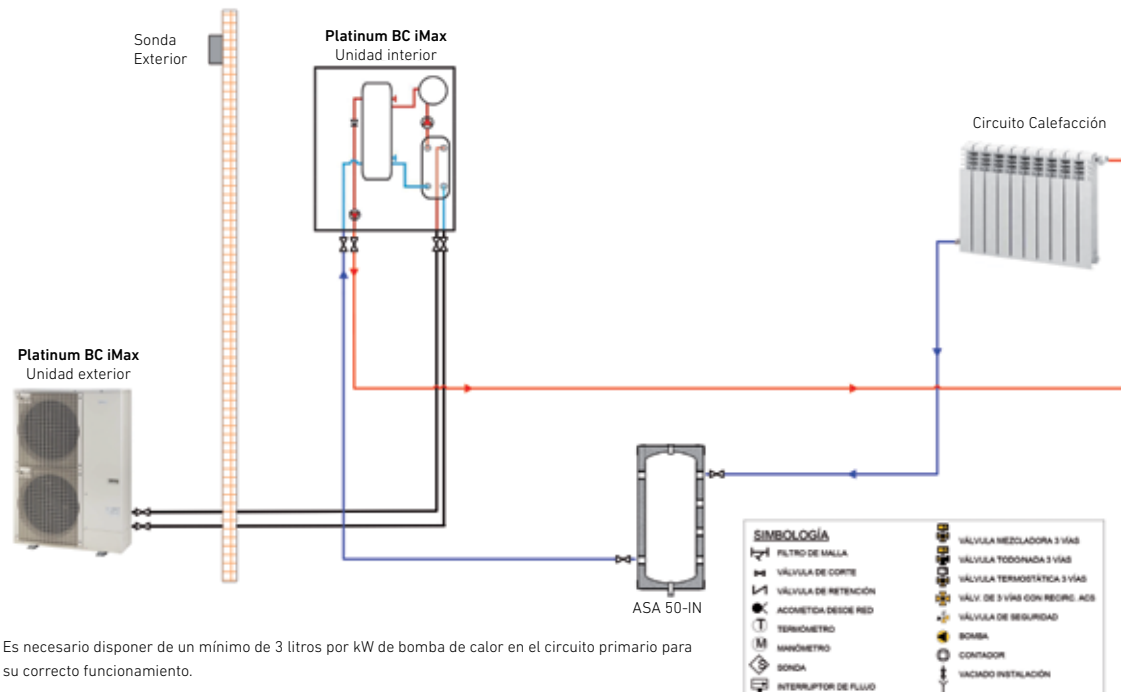 Sonda
Exterior
Platinum BC iMax
Unidad interior
Circuito Calefacción
Platinum BC iMax
Unidad exterior
ASA 50-IN
SIMBOLOGÍA
FILTRO DE MALLA
VÁLVULA DE CORTE
VÁLVULA DE RETENCIÓN
ACOMETIDA DESDE RED
T TERMÓMETRO
M MANÓMETRO
S SONDA
INTERRUPTOR DE FLUJO
VÁLVULA MEZCLADORA 3 VÍAS
VÁLVULA TODO/NADA 3 VÍAS
VÁLVULA TERMOSTÁTICA 3 VÍAS
VÁLV. DE 3 VÍAS CON RECIRC. ACS
VÁLVULA DE SEGURIDAD
BOMBA
CONTADOR
VACIADO INSTALACIÓN
Es necesario disponer de un mínimo de 3 litros por kW de bomba de calor en el circuito primario para
su correcto funcionamiento.